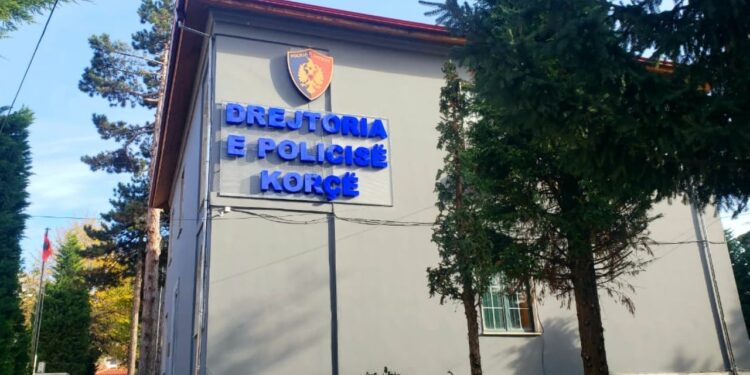 DREJTORIA
E POLICISË
KORÇË